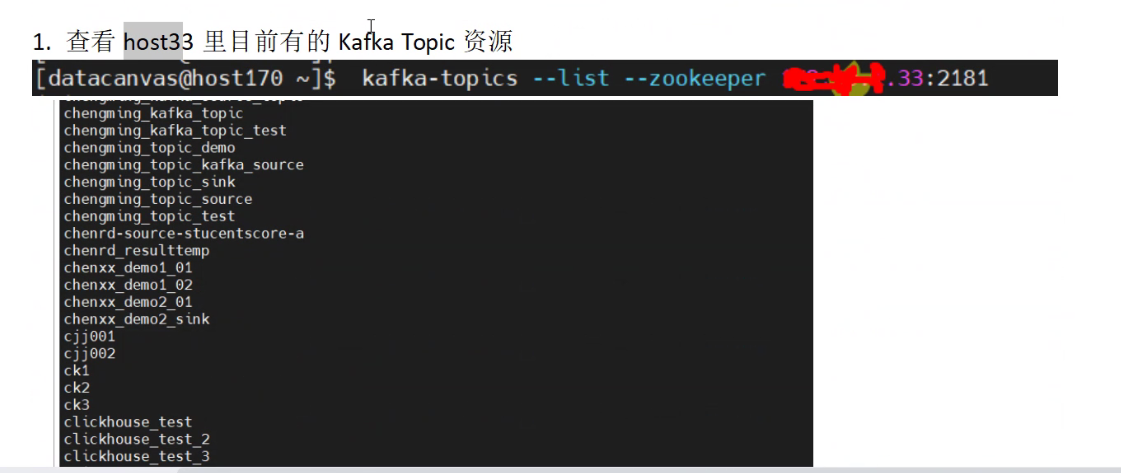 1. 查看 host33 里目前有的 Kafka Topic 资源
[datacanvas@host170 ~]$ kafka-topics --list --zookeeper .33:2181
chengming_kafka_source_topic
chengming_kafka_topic
chengming_kafka_topic_test
chengming_topic_demo
chengming_topic_kafka_source
chengming_topic_sink
chengming_topic_source
chengming_topic_test
chenrd-source-stucentscore-a
chenrd_resulttemp
chenxx_demo1_01
chenxx_demo1_02
chenxx_demo2_01
chenxx_demo2_sink
cjj001
cjj002
ck1
ck2
ck3
clickhouse_test
clickhouse_test_2
clickhouse_test_3